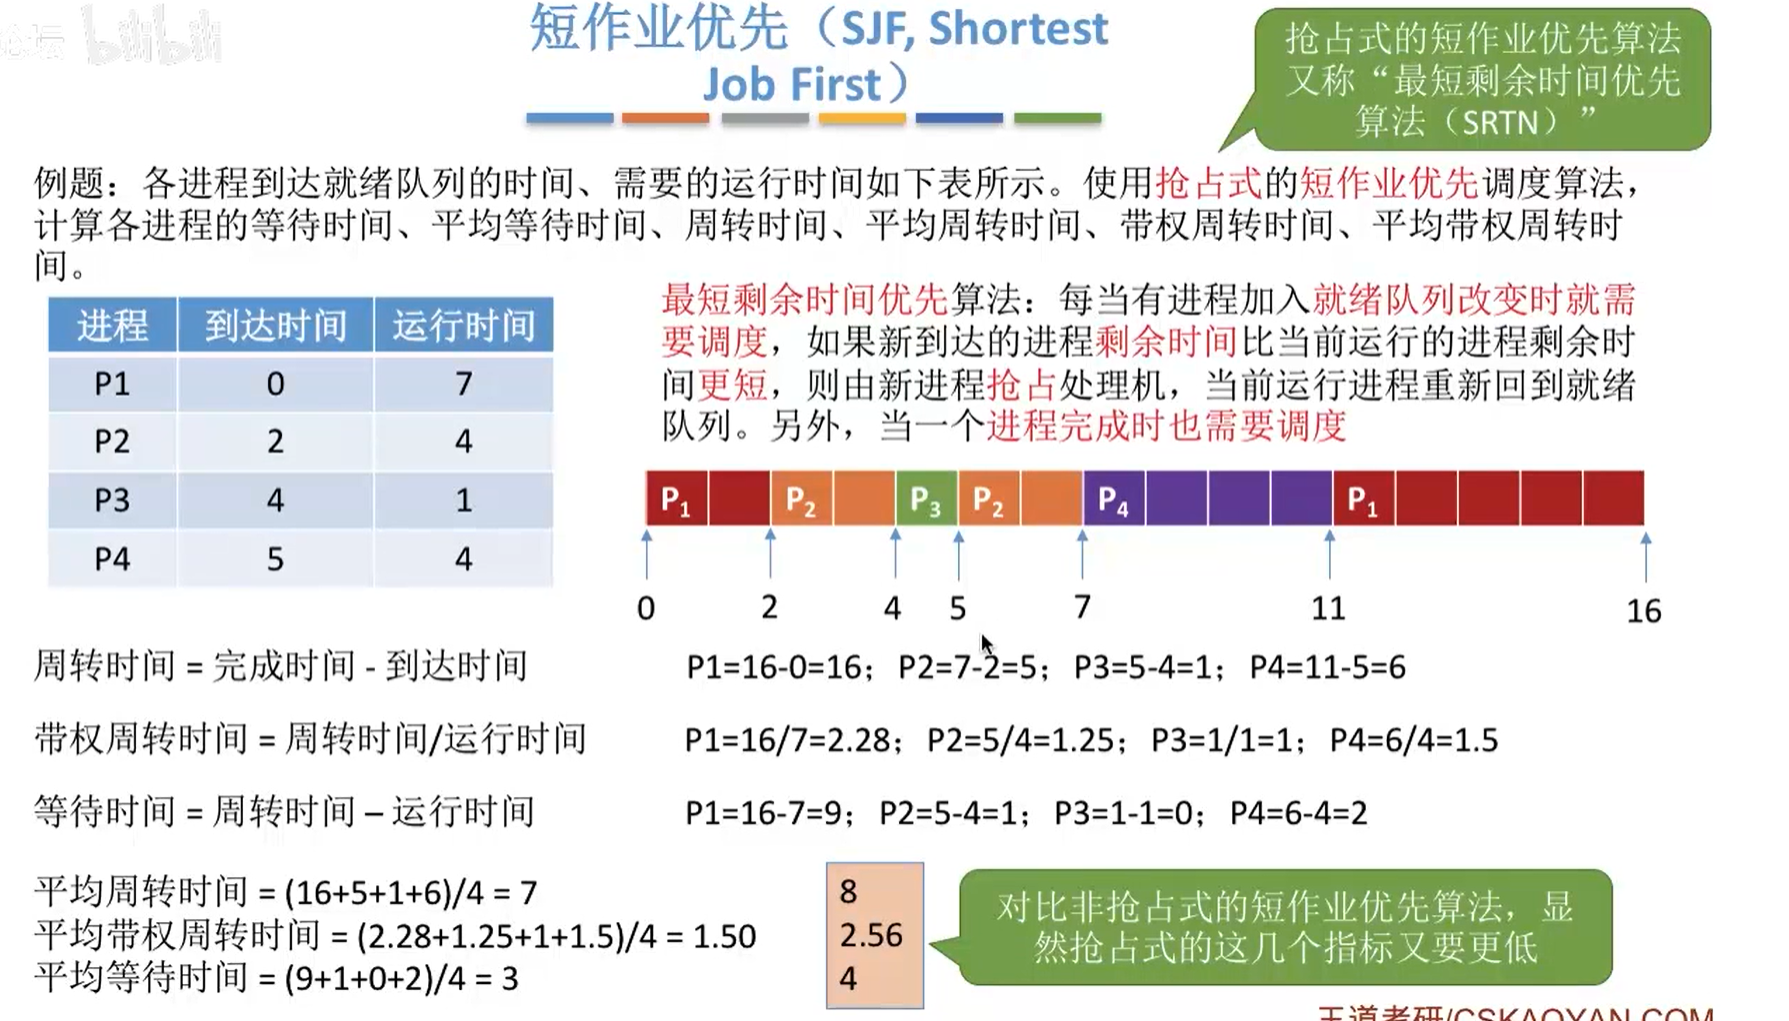 bilibili
短作业优先（SJF, Shortest
Job First）
抢占式的短作业优先算法
又称“最短剩余时间优先
算法（SRTN）”
例题：各进程到达就绪队列的时间、需要的运行时间如下表所示。使用抢占式的短作业优先调度算法，
计算各进程的等待时间、平均等待时间、周转时间、平均周转时间、带权周转时间、平均带权周转时
间。
进程 到达时间 运行时间
P1 0 7
P2 2 4
P3 4 1
P4 5 4
最短剩余时间优先算法：每当有进程加入就绪队列改变时就需
要调度，如果新到达的进程剩余时间比当前运行的进程剩余时
间更短，则由新进程抢占处理机，当前运行进程重新回到就绪
队列。另外，当一个进程完成时也需要调度
P1 P2 P3 P2 P4 P1
0 2 4 5 7 11 16
周转时间 = 完成时间 - 到达时间 P1=16-0=16；P2=7-2=5；P3=5-4=1；P4=11-5=6
带权周转时间 = 周转时间/运行时间 P1=16/7=2.28；P2=5/4=1.25；P3=1/1=1；P4=6/4=1.5
等待时间 = 周转时间 – 运行时间 P1=16-7=9；P2=5-4=1；P3=1-1=0；P4=6-4=2
平均周转时间 = (16+5+1+6)/4 = 7
平均带权周转时间 = (2.28+1.25+1+1.5)/4 = 1.50
平均等待时间 = (9+1+0+2)/4 = 3
8
2.56
4
对比非抢占式的短作业优先算法，显
然抢占式的这几个指标又要更低
王道考研/CSKAOYAN.COM